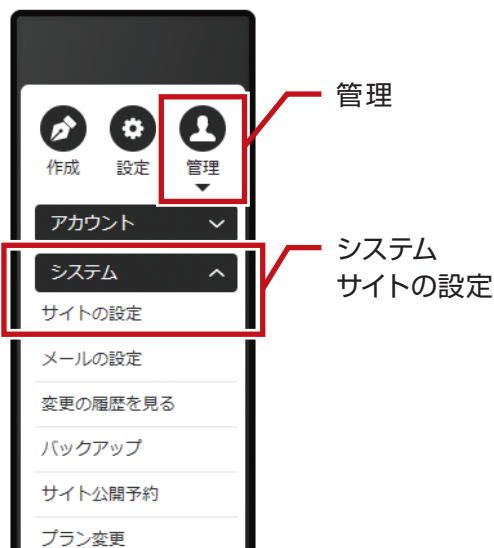 作成
設定
管理
アカウント
システム
サイトの設定
メールの設定
変更の履歴を見る
バックアップ
サイト公開予約
プラン変更
管理
システム
サイトの設定